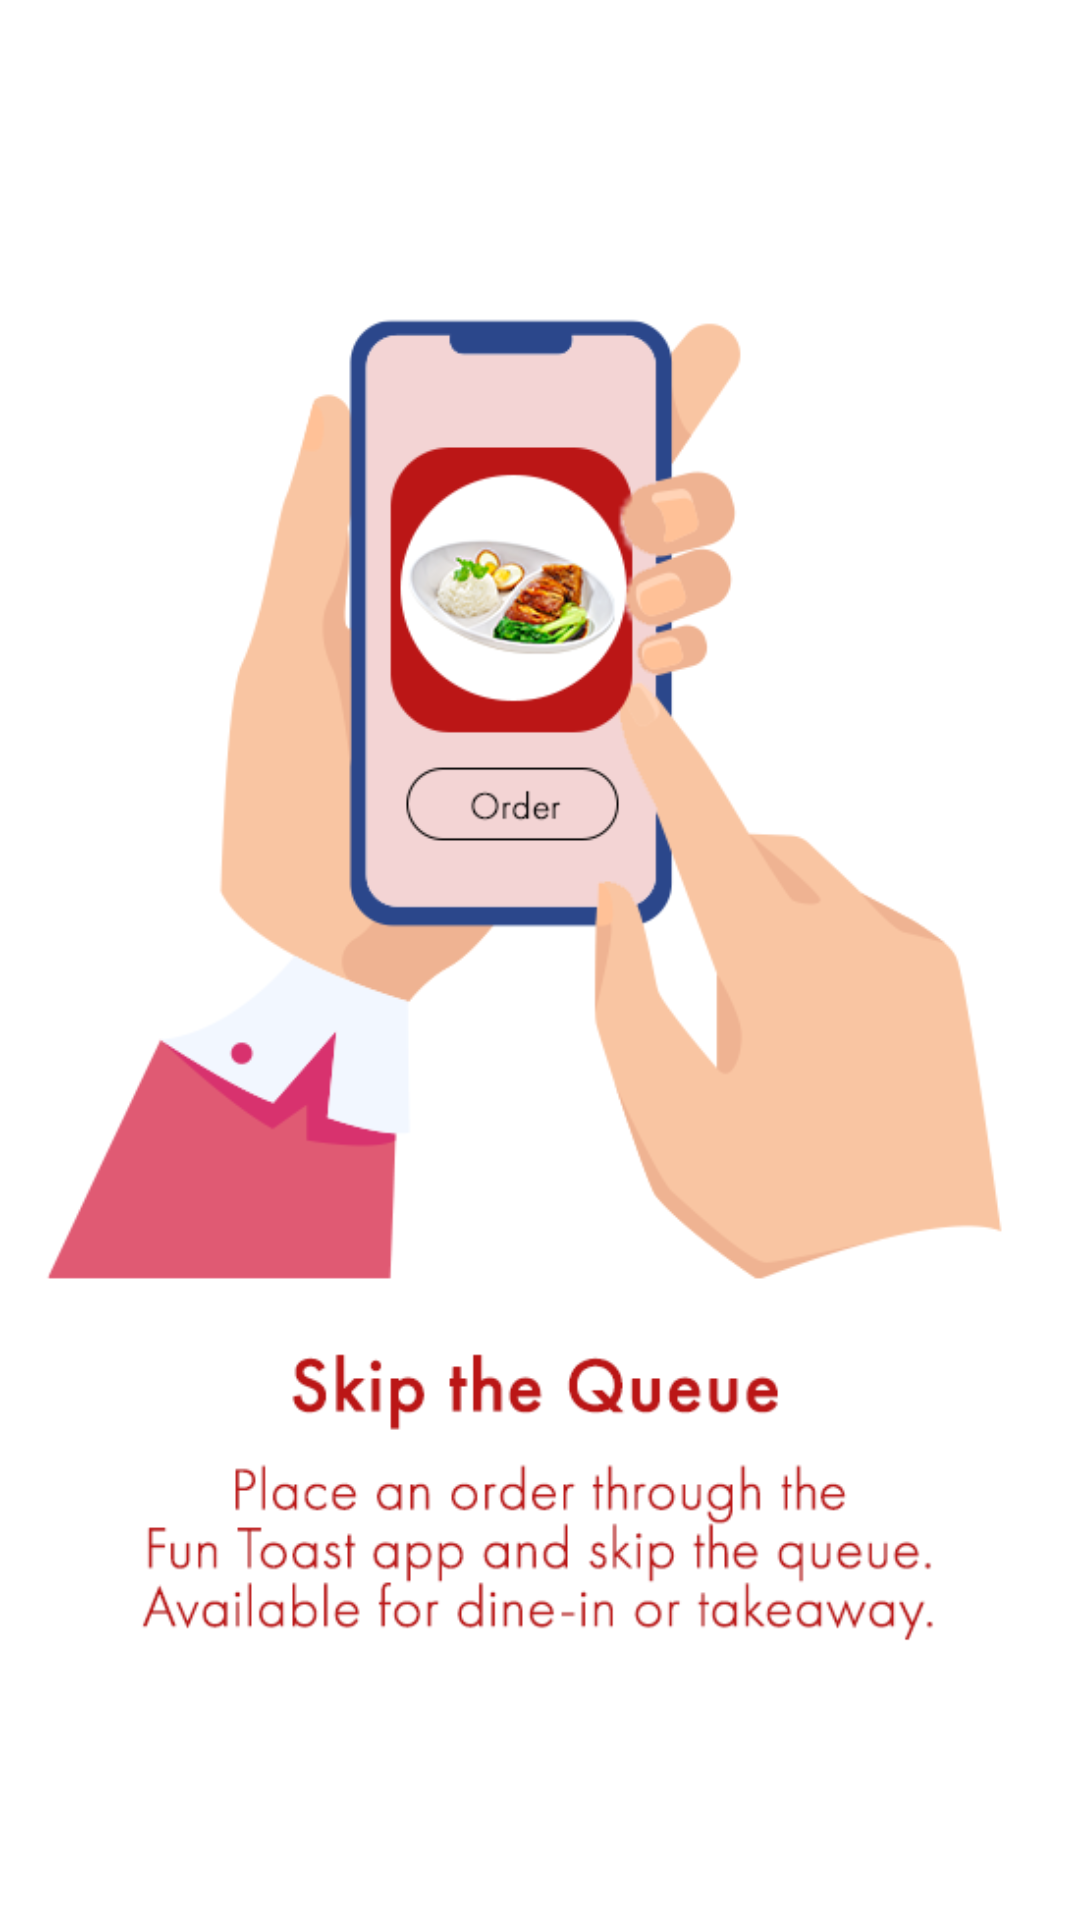 Order
Skip the Queue
Place an order through the
Fun Toast app and skip the queue.
Available for dine-in or takeaway.